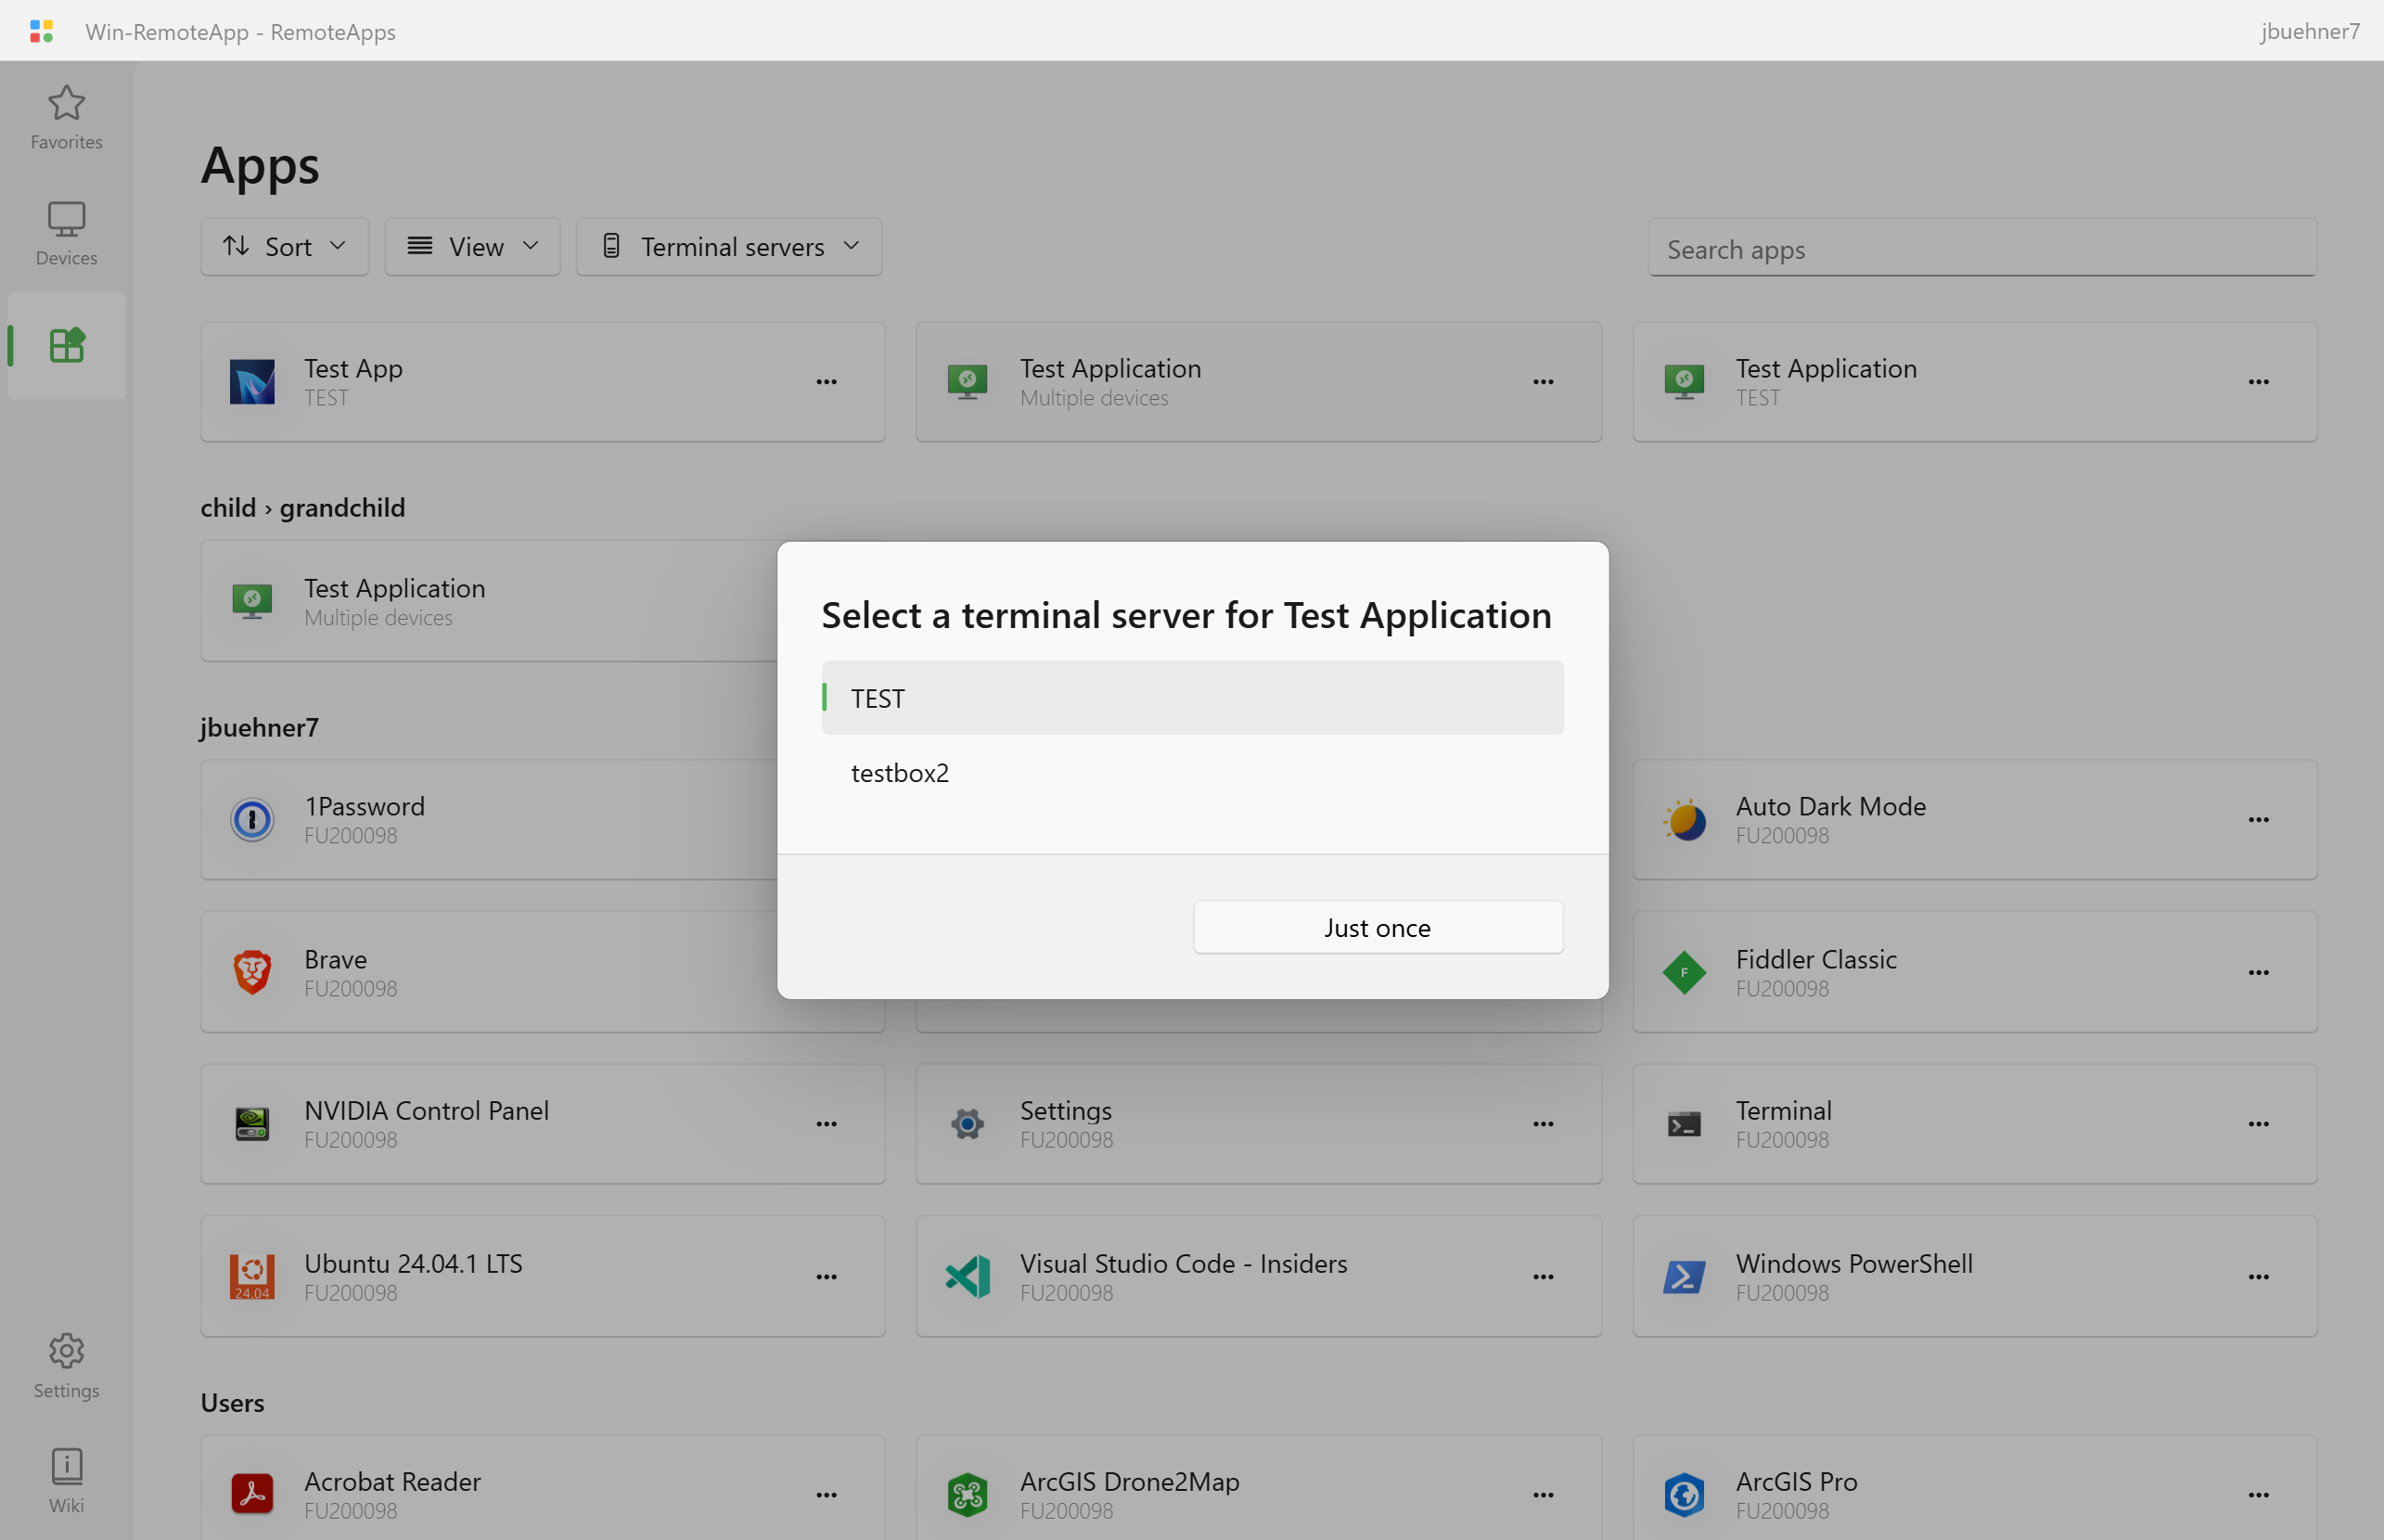 Win-RemoteApp - RemoteApps
jbuehner7
Favorites
Devices
Settings
Wiki
Apps
Sort
View
Terminal servers
Search apps
Test App
TEST
Test Application
Multiple devices
Test Application
TEST
child › grandchild
Test Application
Multiple devices
jbuehner7
1Password
FU200098
Auto Dark Mode
FU200098
Brave
FU200098
Fiddler Classic
FU200098
NVIDIA Control Panel
FU200098
Settings
FU200098
Terminal
FU200098
Ubuntu 24.04.1 LTS
FU200098
24.04
Visual Studio Code - Insiders
FU200098
Windows PowerShell
FU200098
Users
Acrobat Reader
FU200098
ArcGIS Drone2Map
FU200098
ArcGIS Pro
FU200098
Select a terminal server for Test Application
TEST
testbox2
Just once